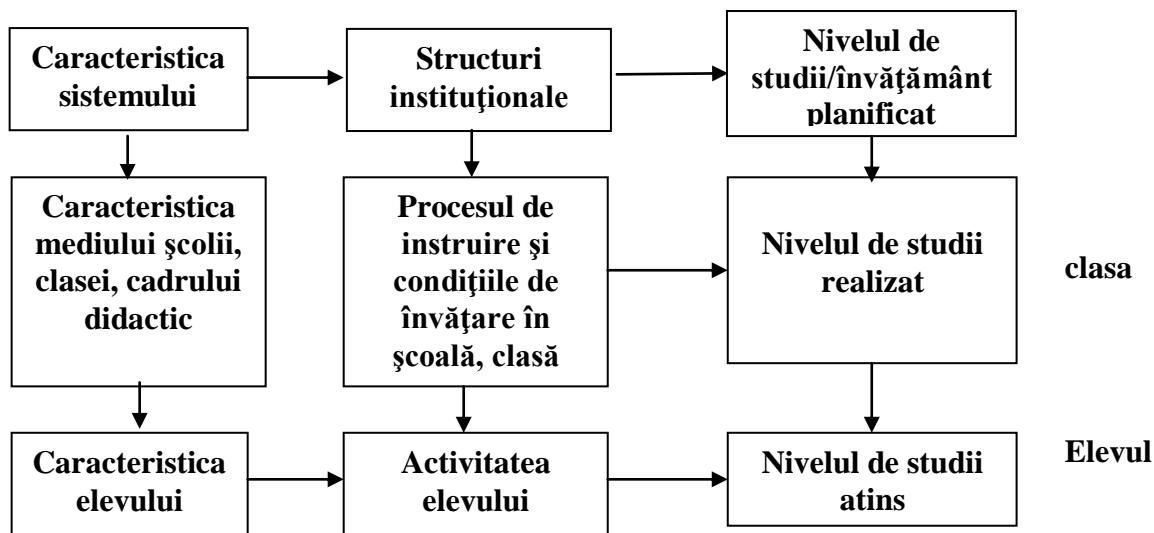 Caracteristica
sistemului
Structuri
instituţionale
Nivelul de
studii/învăţământ
planificat
Caracteristica
mediului şcolii,
clasei, cadrului
didactic
Procesul de
instruire şi
condiţiile de
învăţare în
şcoală, clasă
Nivelul de studii
realizat
clasa
Caracteristica
elevului
Activitatea
elevului
Nivelul de studii
atins
Elevul